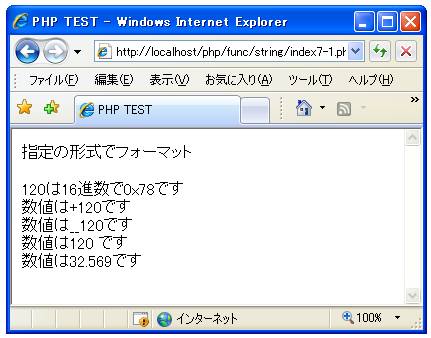 PHP TEST - Windows Internet Explorer
http://localhost/php/func/string/index7-1.ph
ファイル(F) 編集(E) 表示(V) お気に入り(A) ツール(T) ヘルプ(H)
PHP TEST
指定の形式でフォーマット
120は16進数で0x78です
数値は+120です
数値は__120です
数値は120 です
数値は32.569です
インターネット
100%